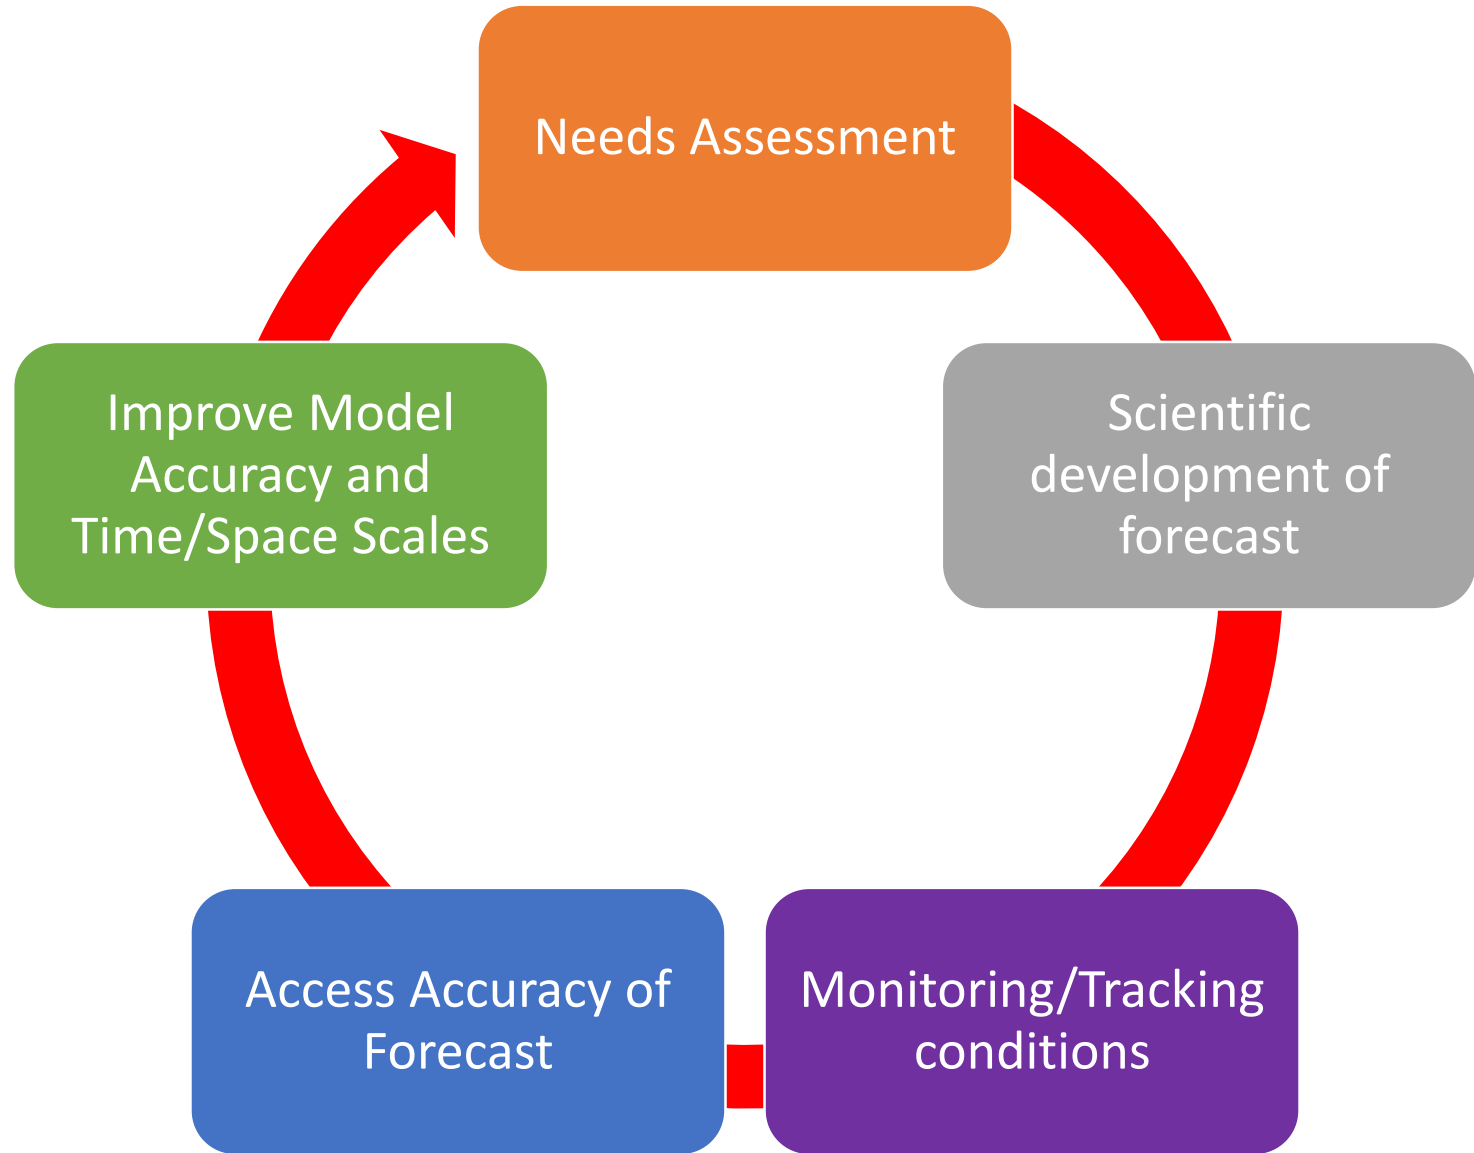 Needs Assessment
Scientific
development of
forecast
Monitoring/Tracking
conditions
Access Accuracy of
Forecast
Improve Model
Accuracy and
Time/Space Scales